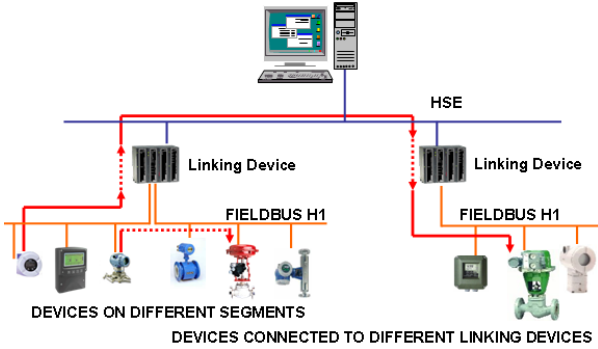 HSE
Linking Device
Linking Device
FIELDBUS H1
FIELDBUS H1
DEVICES ON DIFFERENT SEGMENTS
DEVICES CONNECTED TO DIFFERENT LINKING DEVICES